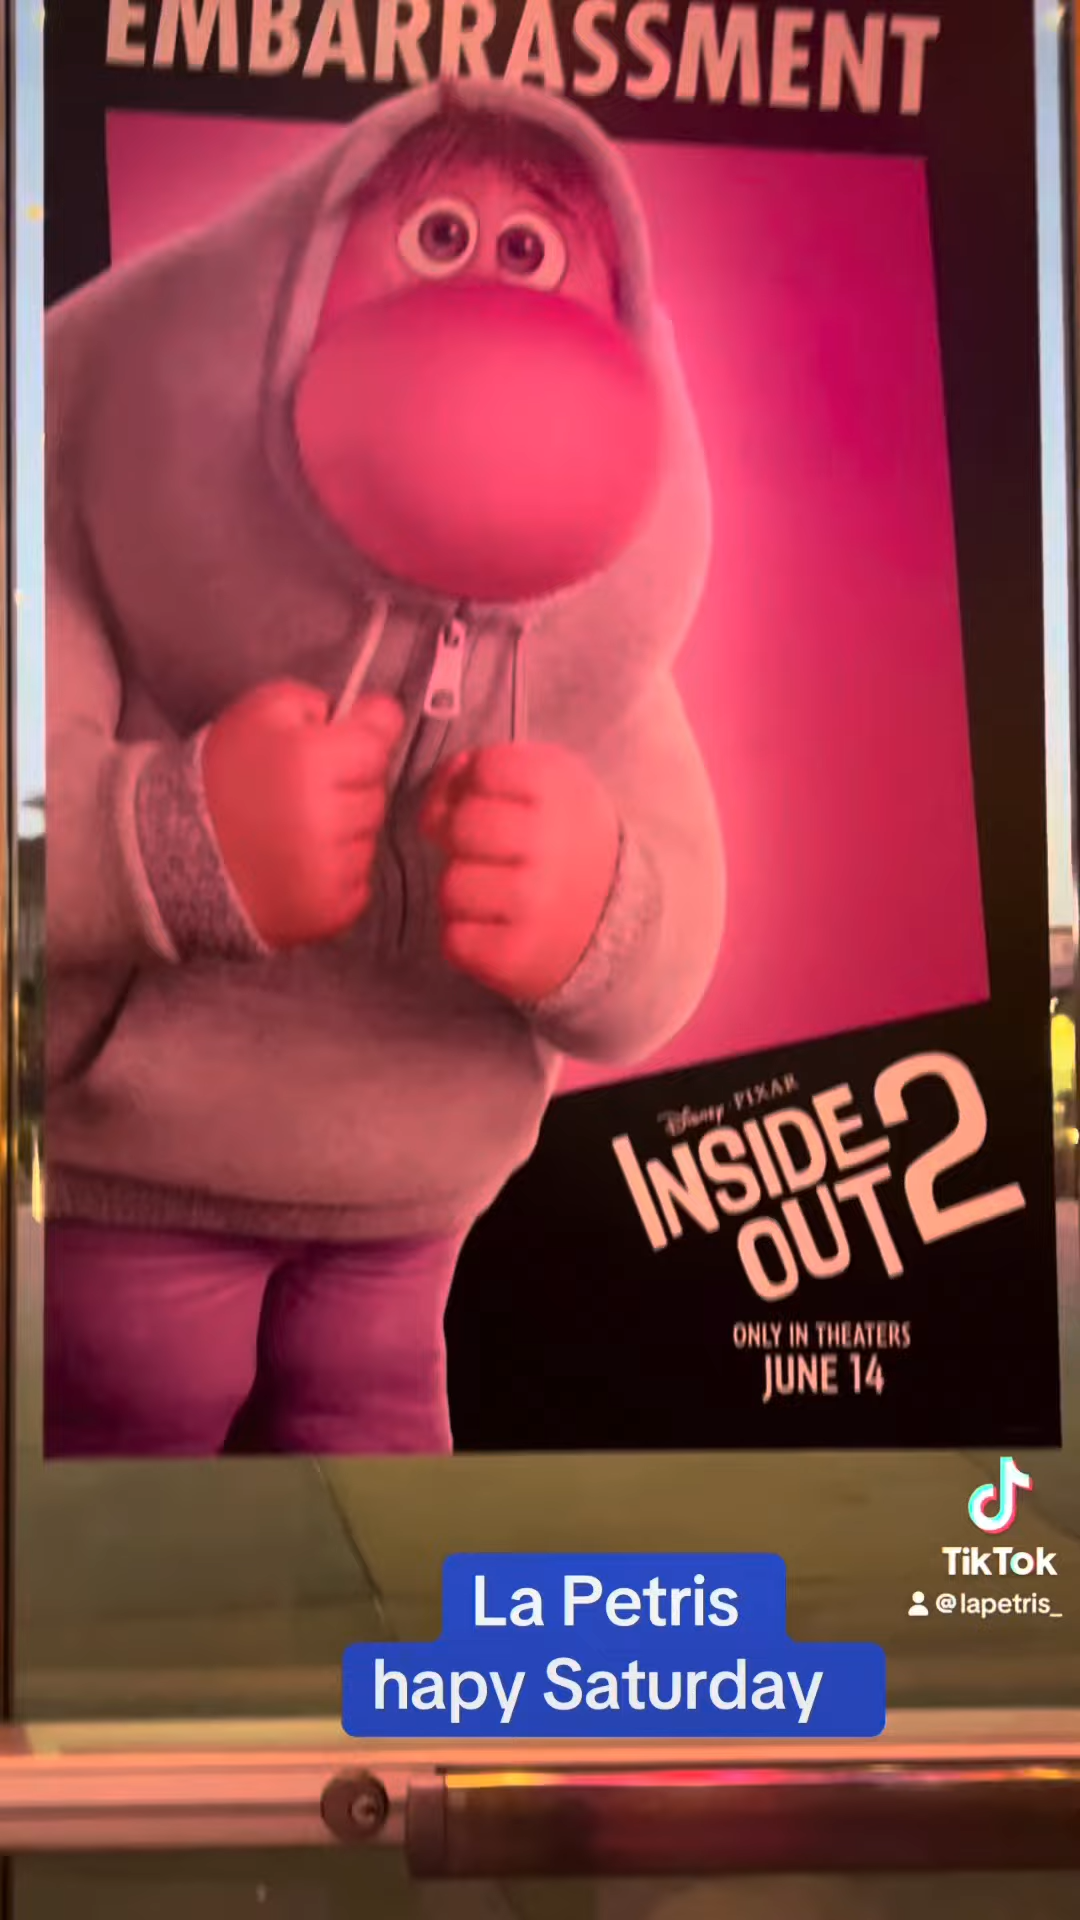 EMBARRASSMENT
Disney PIXAR
INSIDE
OUT 2
ONLY IN THEATERS
JUNE 14
TikTok
@lapetris_
La Petris
hapy Saturday